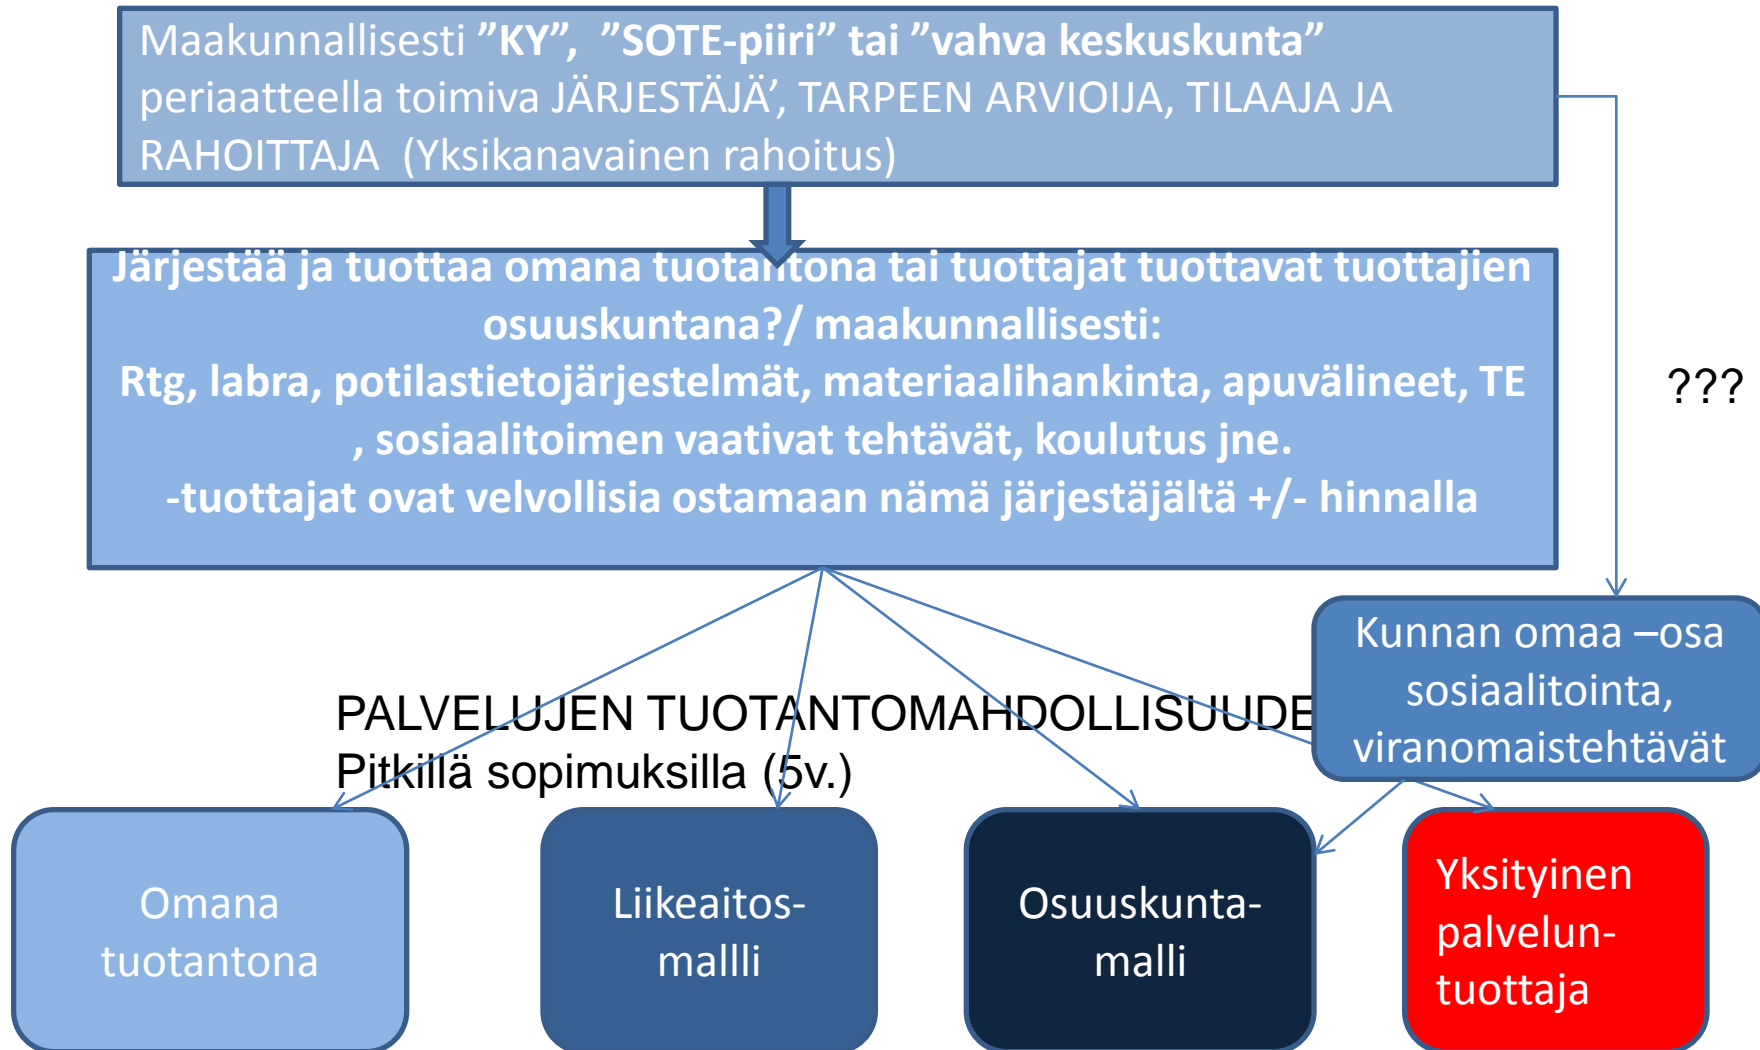 Maakunnallisesti ”KY”, ”SOTE-piiri” tai ”vahva keskuskunta”
periaatteella toimiva JÄRJESTÄJÄ’, TARPEEN ARVIOIJA, TILAAJA JA
RAHOITTAJA (Yksikanavainen rahoitus)
Järjestää ja tuottaa omana tuotantona tai tuottajat tuottavat tuottajien
osuuskuntana?/ maakunnallisesti:
Rtg, labra, potilastietojärjestelmät, materiaalihankinta, apuvälineet, TE
, sosiaalitoimen vaativat tehtävät, koulutus jne.
-tuottajat ovat velvollisia ostamaan nämä järjestäjältä +/- hinnalla
???
Kunnan omaa –osa
sosiaalitointa,
viranomaistehtävät
PALVELUJEN TUOTANTOMAHDOLLISUUDE
Pitkillä sopimuksilla (5v.)
Omana
tuotantona
Liikeaitos-
mallli
Osuuskunta-
malli
Yksityinen
palvelun-
tuottaja